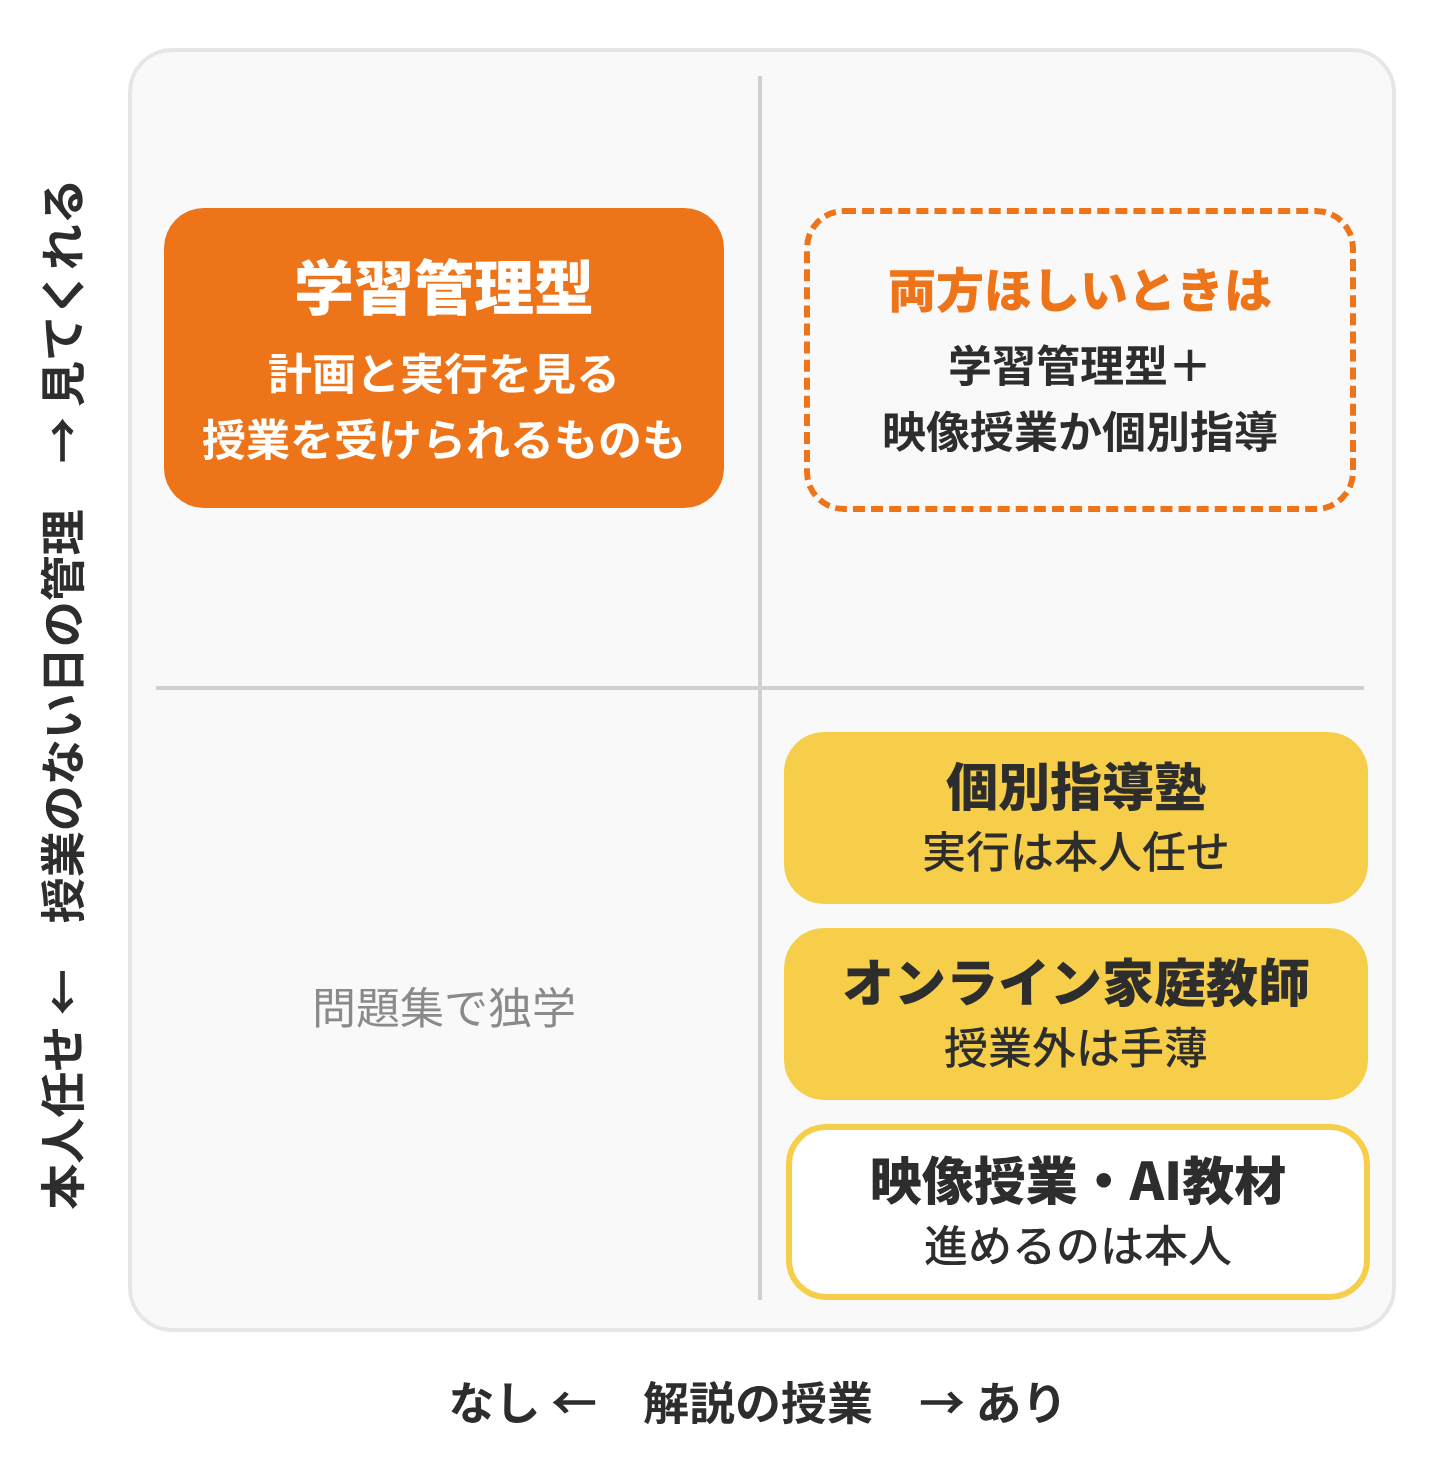 本人任せ ← 授業のない日の管理 → 見てくれる
学習管理型
計画と実行を見る
授業を受けられるものも
両方ほしいときは
学習管理型＋
映像授業か個別指導
問題集で独学
個別指導塾
実行は本人任せ
オンライン家庭教師
授業外は手薄
映像授業・AI教材
進めるのは本人
なし ← 解説の授業 → あり